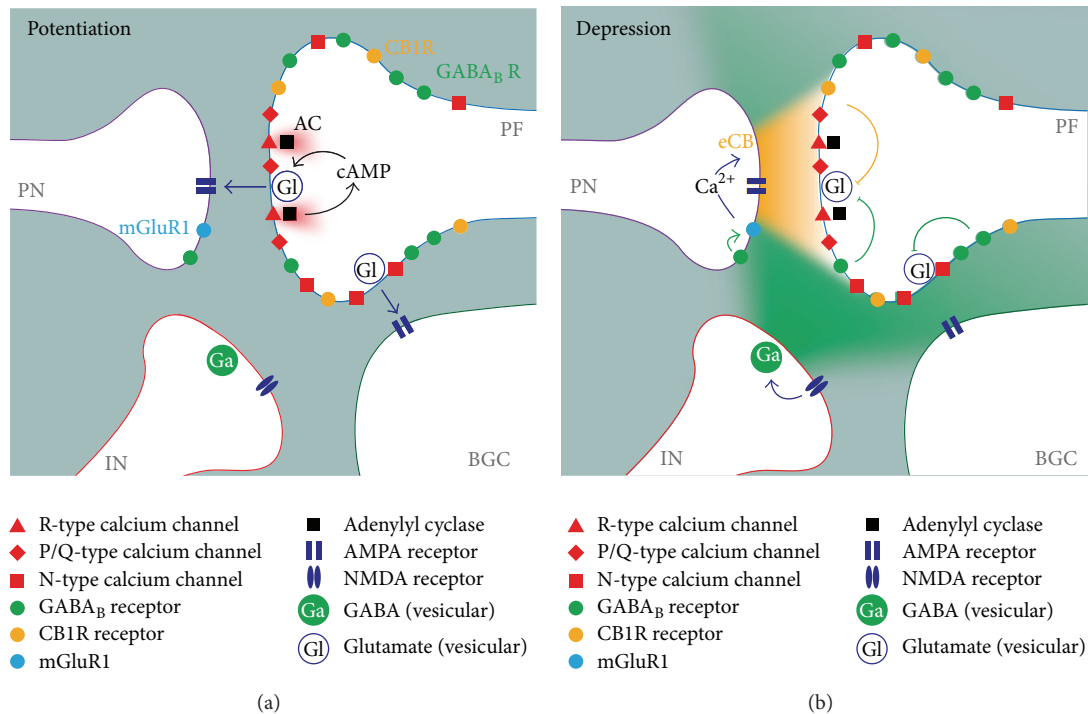 Potentiation
CB1R
GABA_B R
AC
PF
cAMP
PN
Gl
mGluR1
Gl
Ga
IN
BGC
R-type calcium channel
P/Q-type calcium channel
N-type calcium channel
GABA_B receptor
CB1R receptor
mGluR1
Adenylyl cyclase
AMPA receptor
NMDA receptor
Ga GABA (vesicular)
Gl Glutamate (vesicular)
(a)
Depression
PF
eCB
PN
Ca²⁺
Gl
Gl
Ga
IN
BGC
R-type calcium channel
P/Q-type calcium channel
N-type calcium channel
GABA_B receptor
CB1R receptor
mGluR1
Adenylyl cyclase
AMPA receptor
NMDA receptor
Ga GABA (vesicular)
Gl Glutamate (vesicular)
(b)